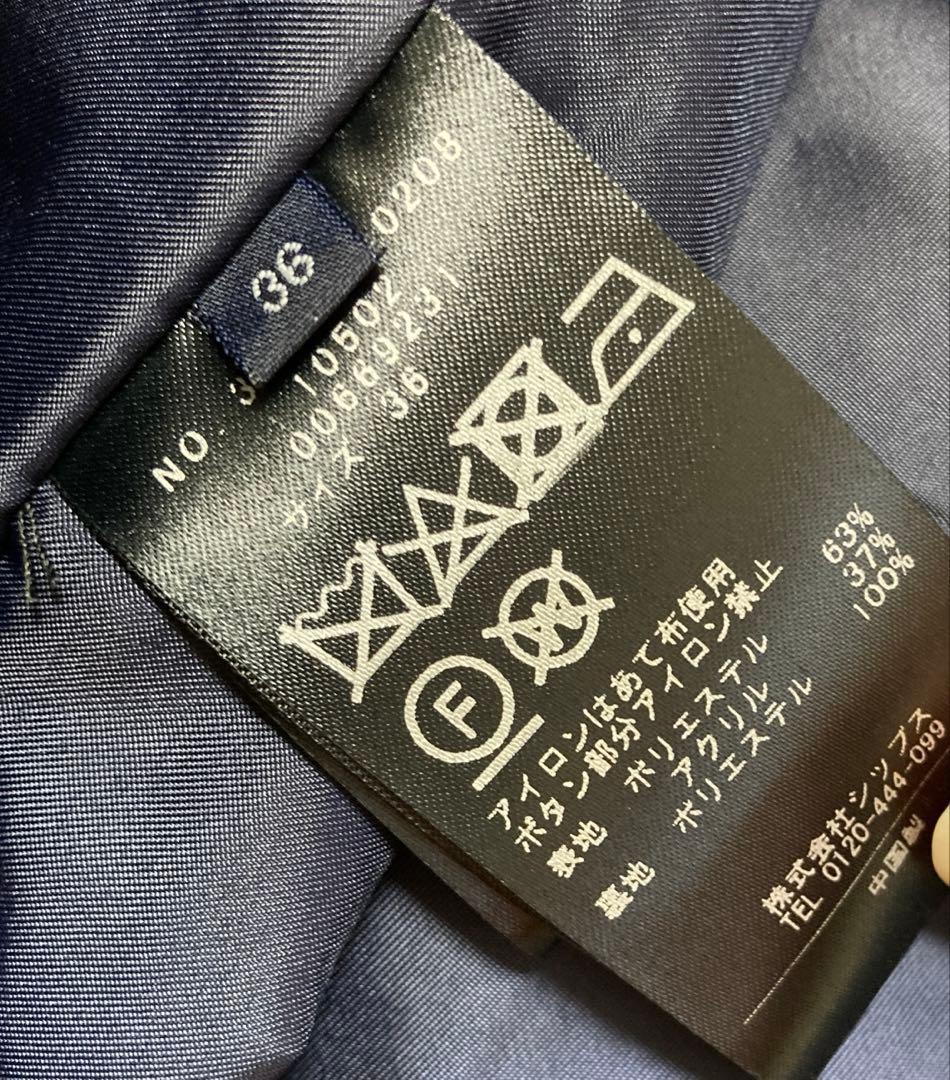 36
NO. 3 0208
10502
006692311
サイズ 36
F
W
アイロンはあて布使用
ボタン部分アイロン禁止
表地 ポリエステル 63%
アクリル 37%
裏地 ポリエステル 100%
株式会社シップス
TEL 0120-444-099
中国製